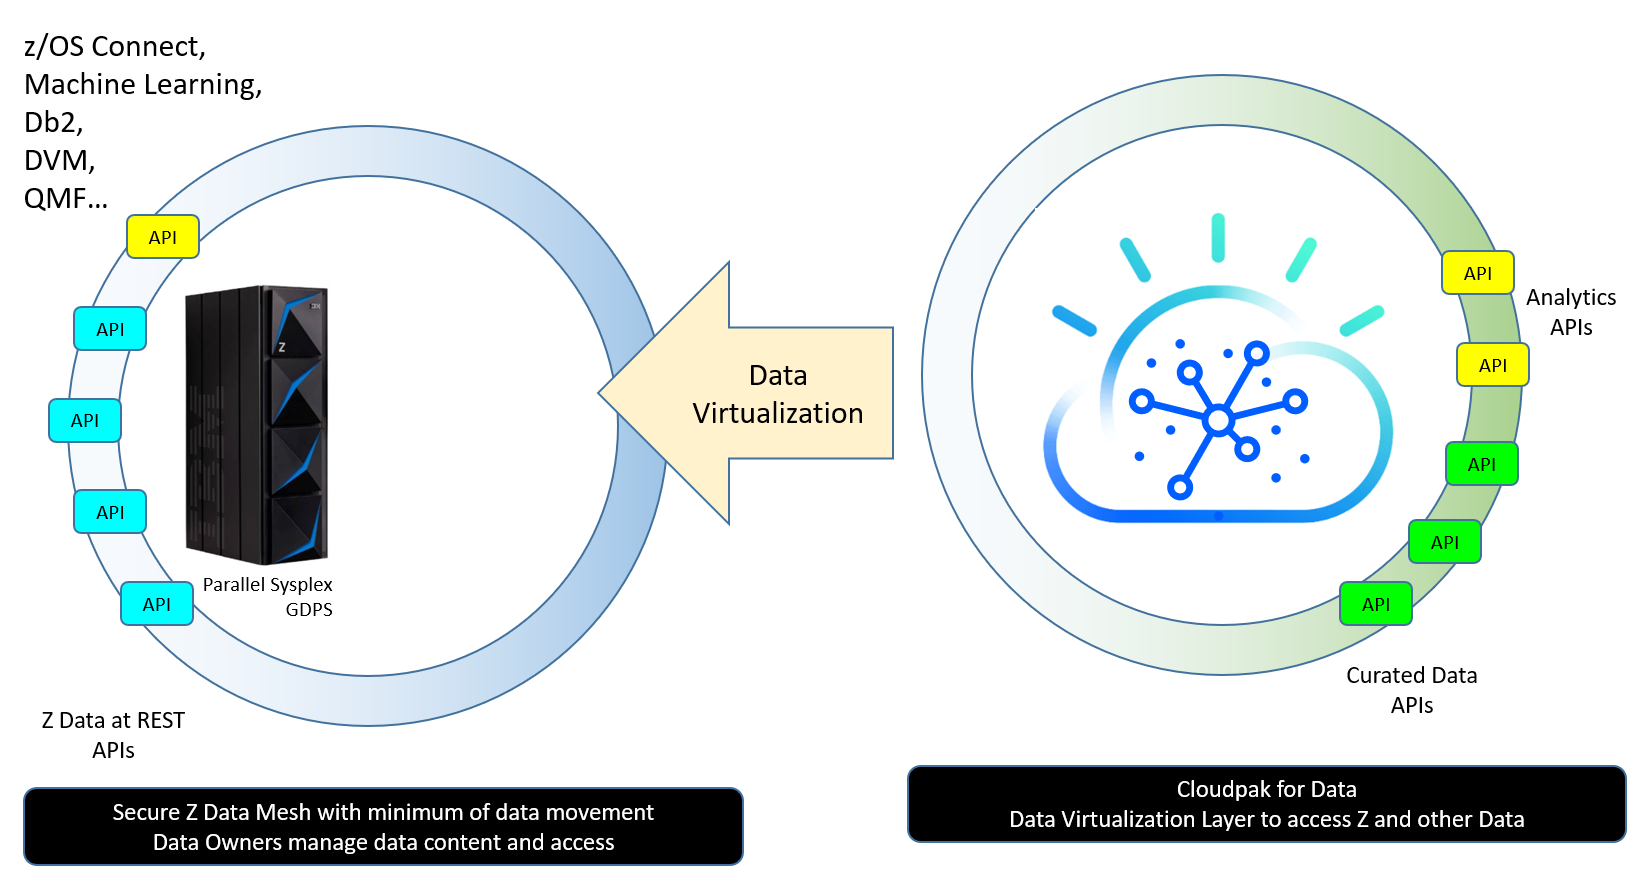 z/OS Connect,
Machine Learning,
Db2,
DVM,
QMF...
API
API
API
API
API
Z
IBM
Parallel Sysplex
GDPS
Z Data at REST
APIs
Secure Z Data Mesh with minimum of data movement
Data Owners manage data content and access
Data
Virtualization
API
API
Analytics
APIs
API
API
API
Curated Data
APIs
Cloudpak for Data
Data Virtualization Layer to access Z and other Data